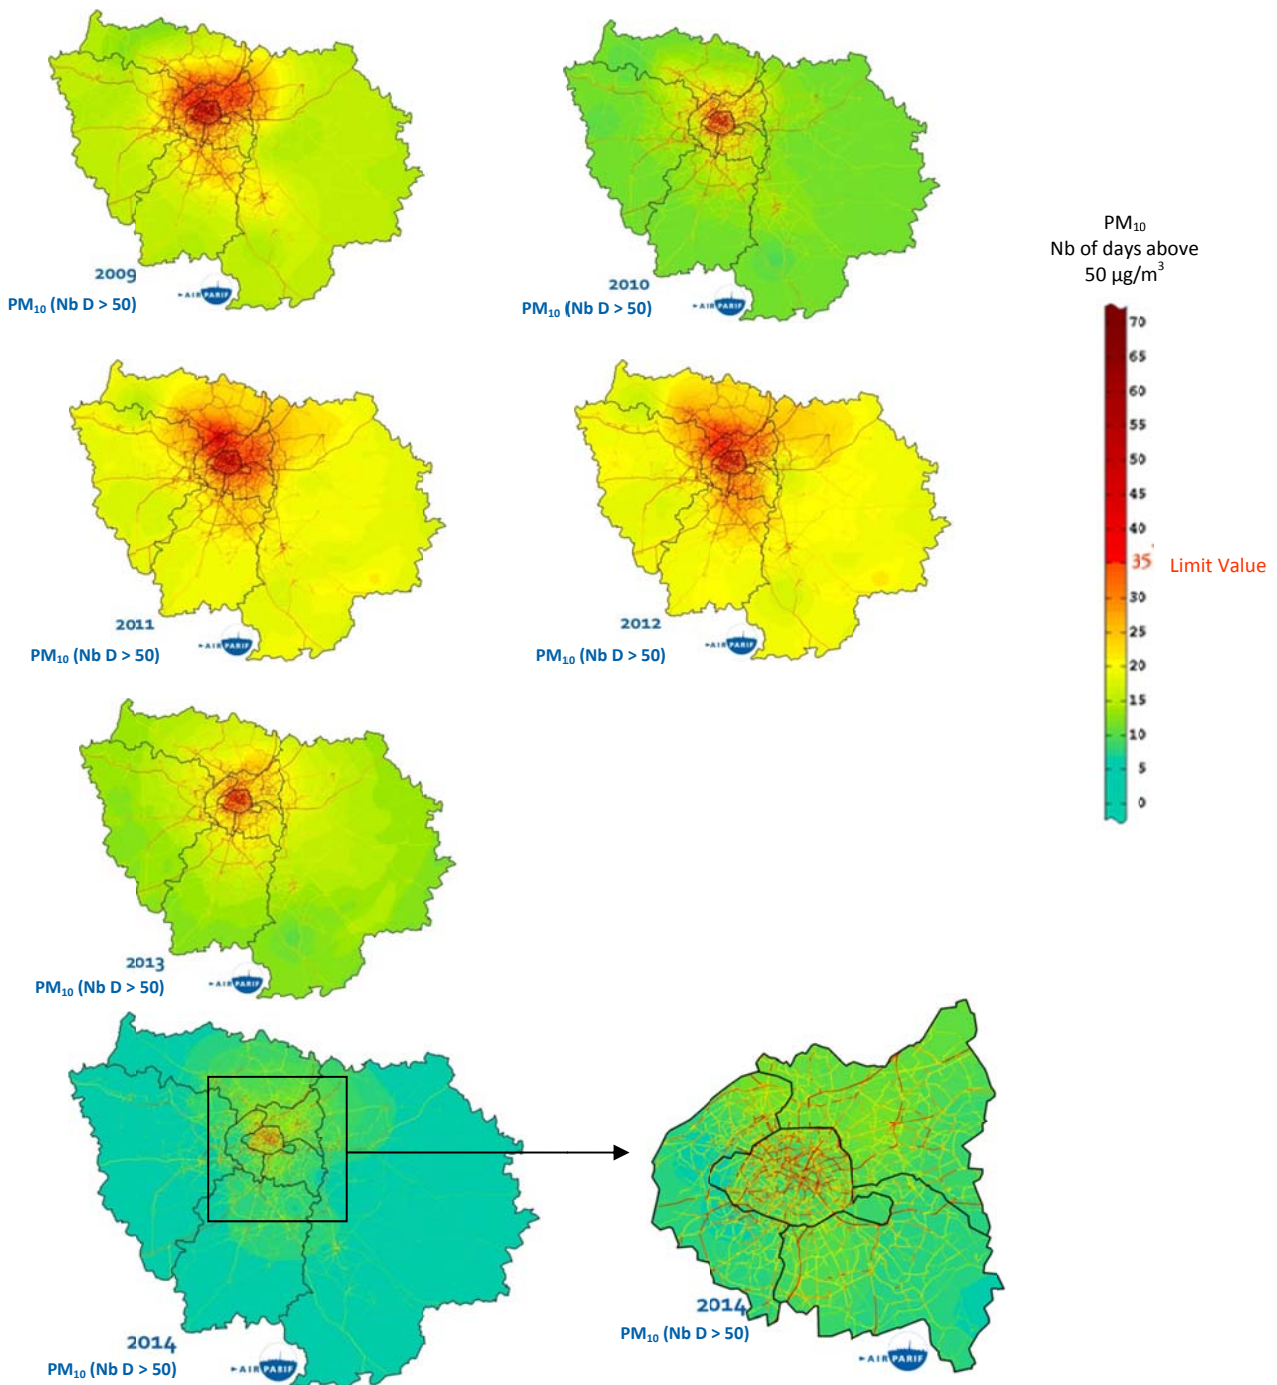 2009
PM₁₀ (Nb D > 50)
AIRPARIF
2010
PM₁₀ (Nb D > 50)
AIRPARIF
PM₁₀
Nb of days above
50 µg/m³
70
65
60
55
50
45
40
35
Limit Value
30
25
20
15
10
5
0
2011
PM₁₀ (Nb D > 50)
AIRPARIF
2012
PM₁₀ (Nb D > 50)
AIRPARIF
2013
PM₁₀ (Nb D > 50)
AIRPARIF
2014
PM₁₀ (Nb D > 50)
AIRPARIF
2014
PM₁₀ (Nb D > 50)
AIRPARIF